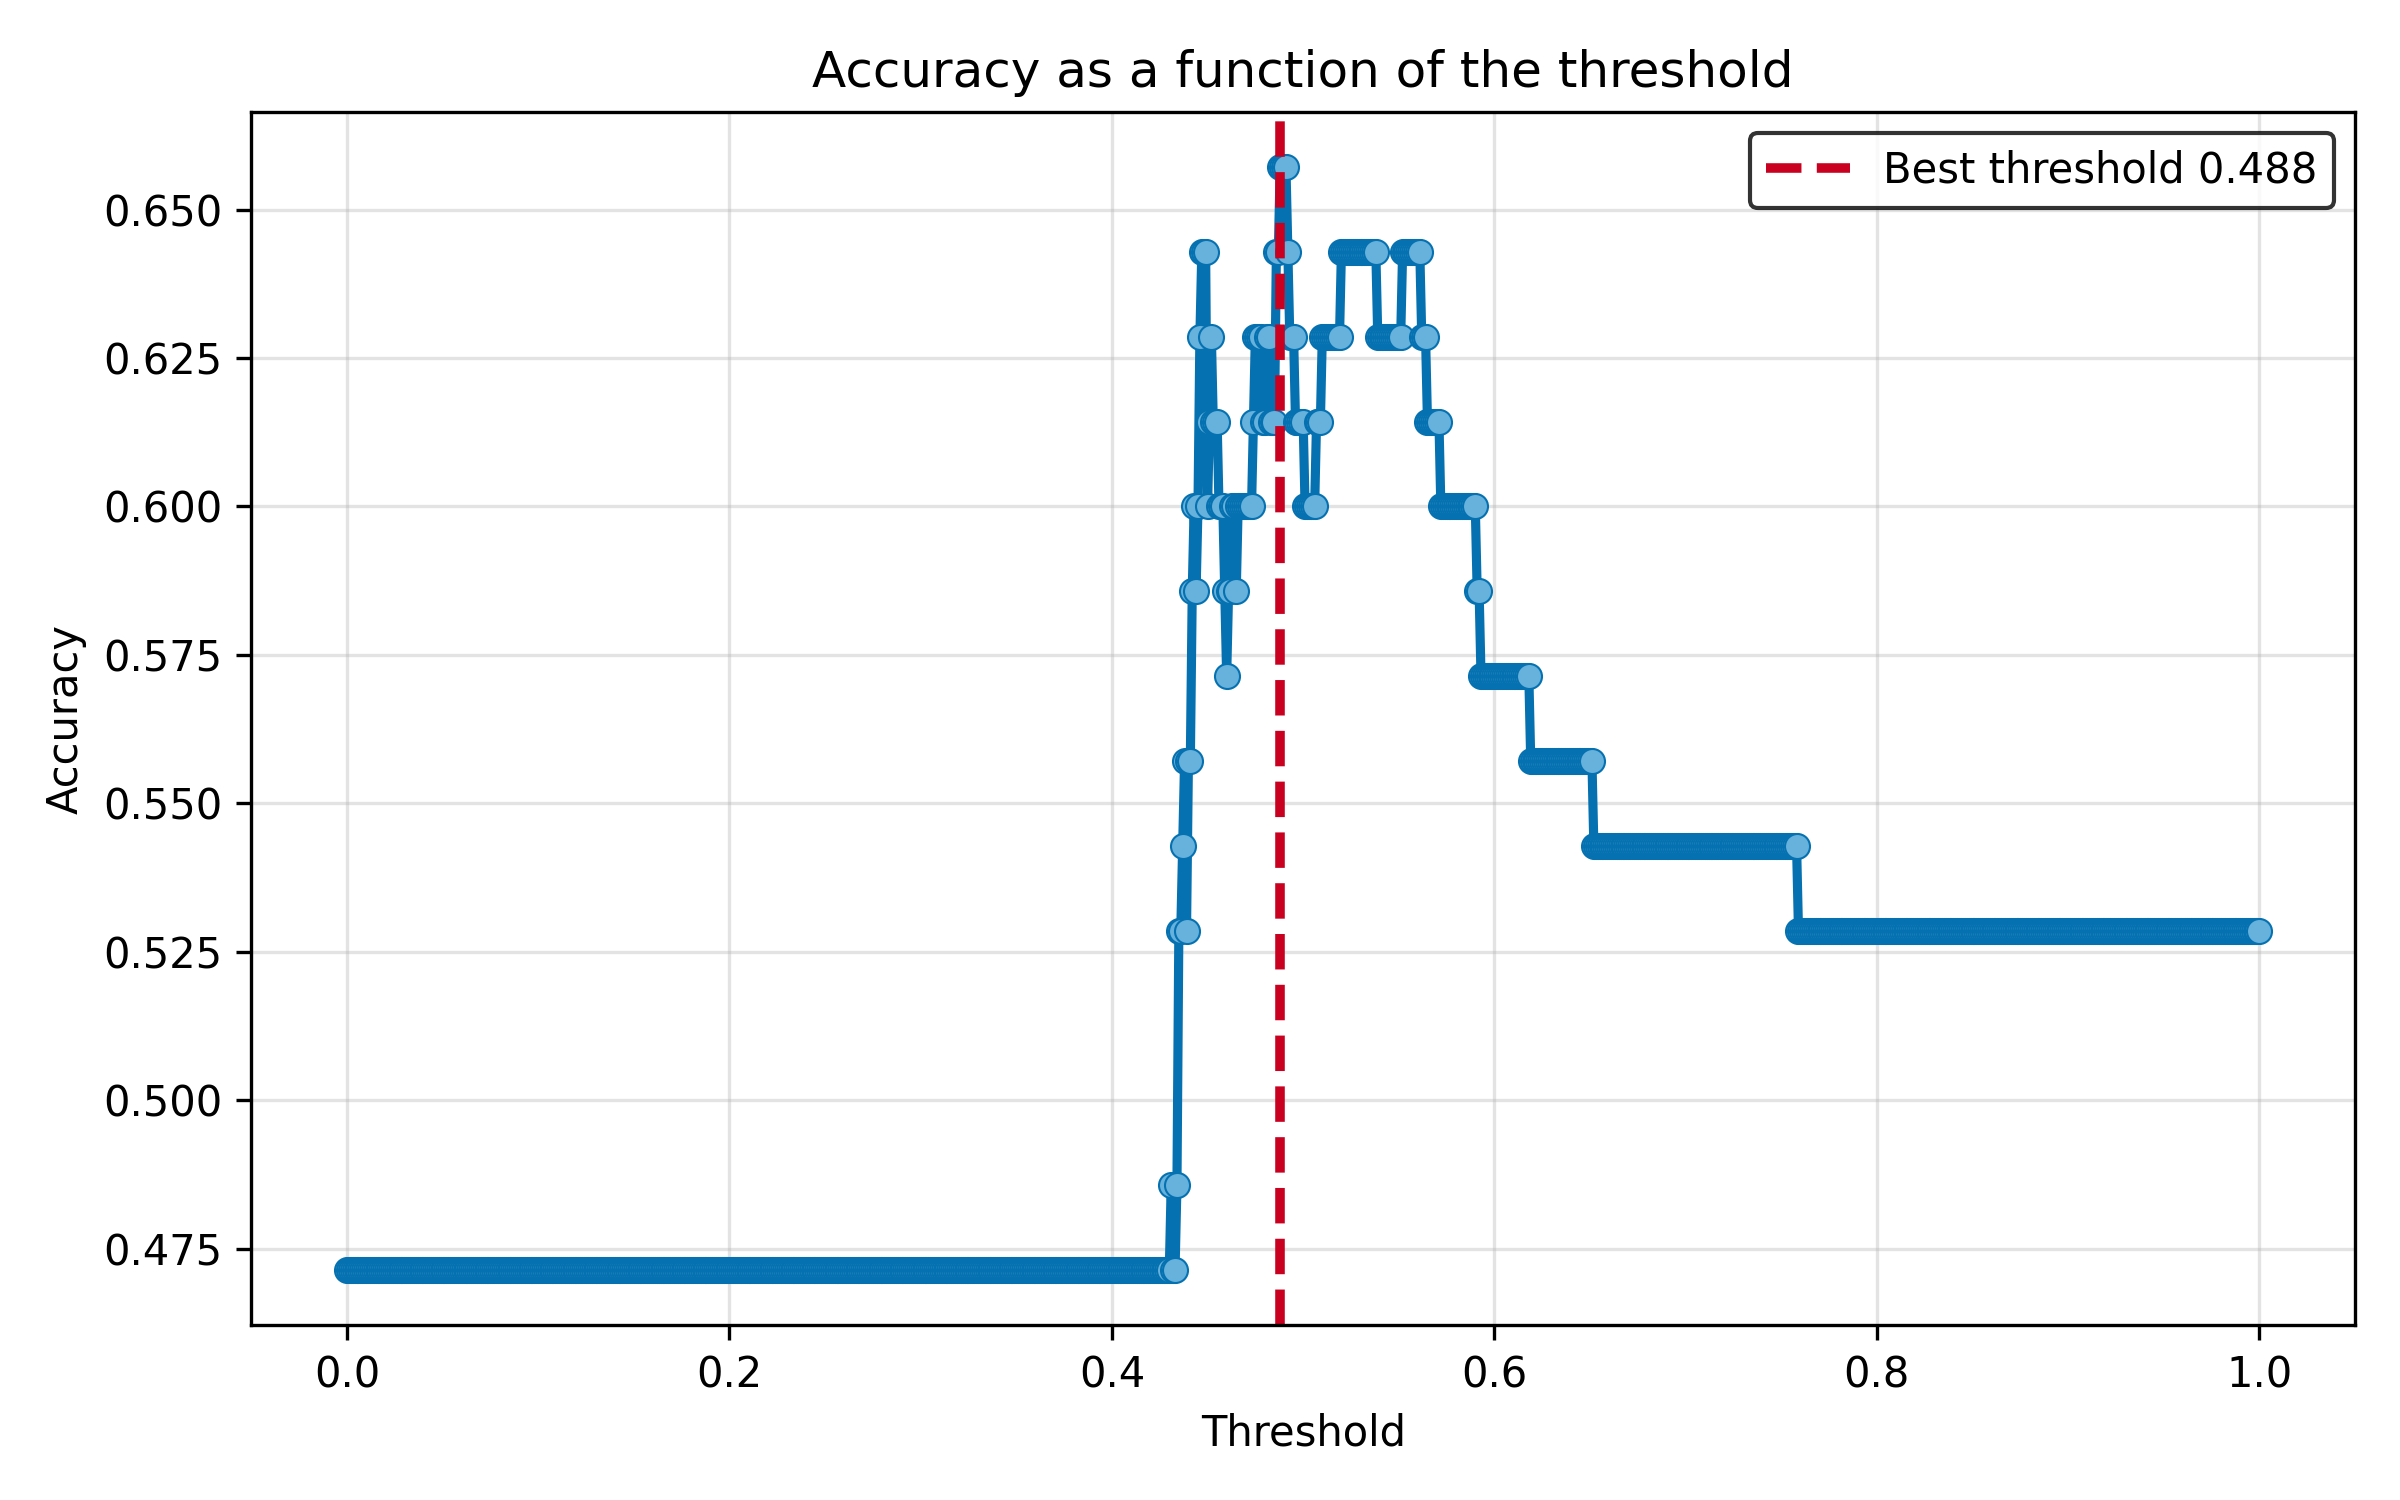 Accuracy as a function of the threshold
Best threshold 0.488
0.650
0.625
0.600
0.575
0.550
0.525
0.500
0.475
Accuracy
0.0 0.2 0.4 0.6 0.8 1.0
Threshold